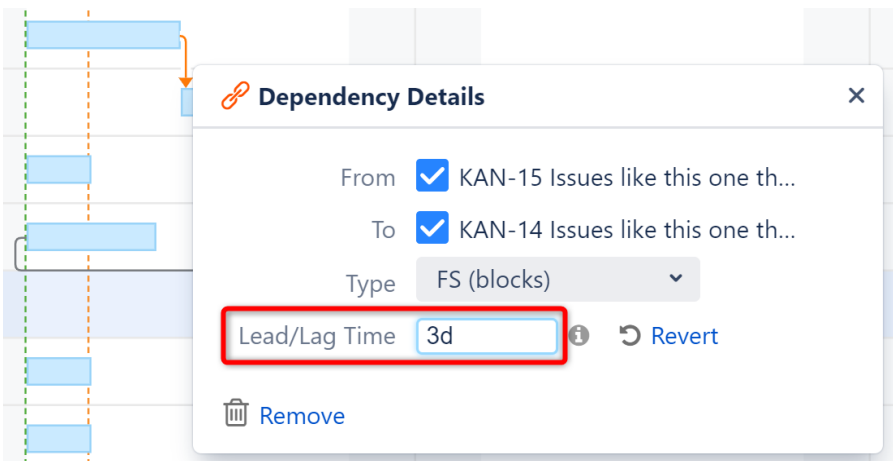 Dependency Details
From KAN-15 Issues like this one th...
To KAN-14 Issues like this one th...
Type FS (blocks)
Lead/Lag Time 3d Revert
Remove